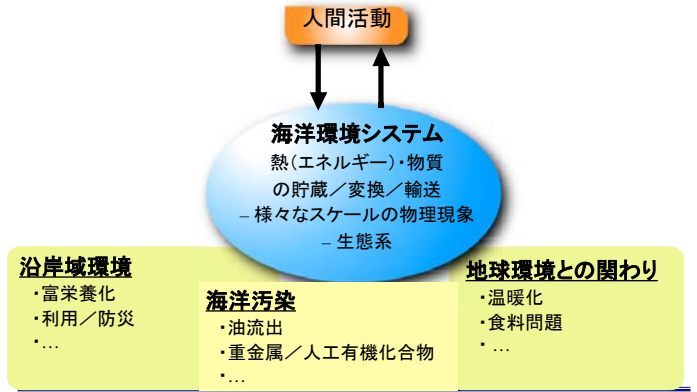 人間活動
海洋環境システム
熱(エネルギー)・物質
の貯蔵／変換／輸送
– 様々なスケールの物理現象
– 生態系
沿岸域環境
・富栄養化
・利用／防災
・…
海洋汚染
・油流出
・重金属／人工有機化合物
・…
地球環境との関わり
・温暖化
・食料問題
・…